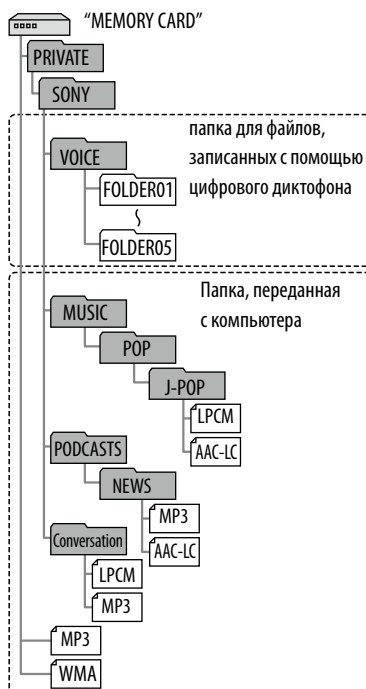 “MEMORY CARD”
PRIVATE
SONY
папка для файлов,
записанных с помощью
цифрового диктофона
VOICE
FOLDER01
FOLDER05
Папка, переданная
с компьютера
MUSIC
POP
J-POP
LPCM
AAC-LC
PODCASTS
NEWS
MP3
AAC-LC
Conversation
LPCM
MP3
MP3
WMA